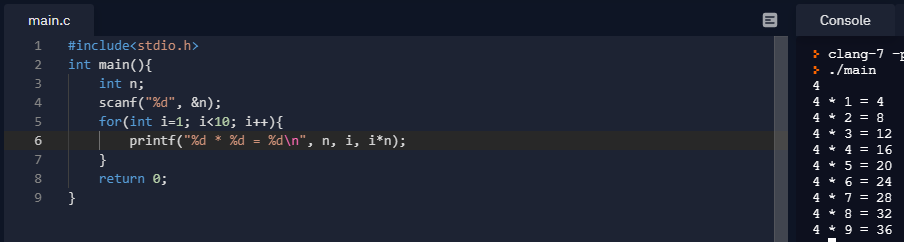 main.c
1 #include<stdio.h>
2 int main(){
3     int n;
4     scanf("%d", &n);
5     for(int i=1; i<10; i++){
6         printf("%d * %d = %d\n", n, i, i*n);
7     }
8     return 0;
9 }
Console
clang-7 -p
./main
4
4 * 1 = 4
4 * 2 = 8
4 * 3 = 12
4 * 4 = 16
4 * 5 = 20
4 * 6 = 24
4 * 7 = 28
4 * 8 = 32
4 * 9 = 36